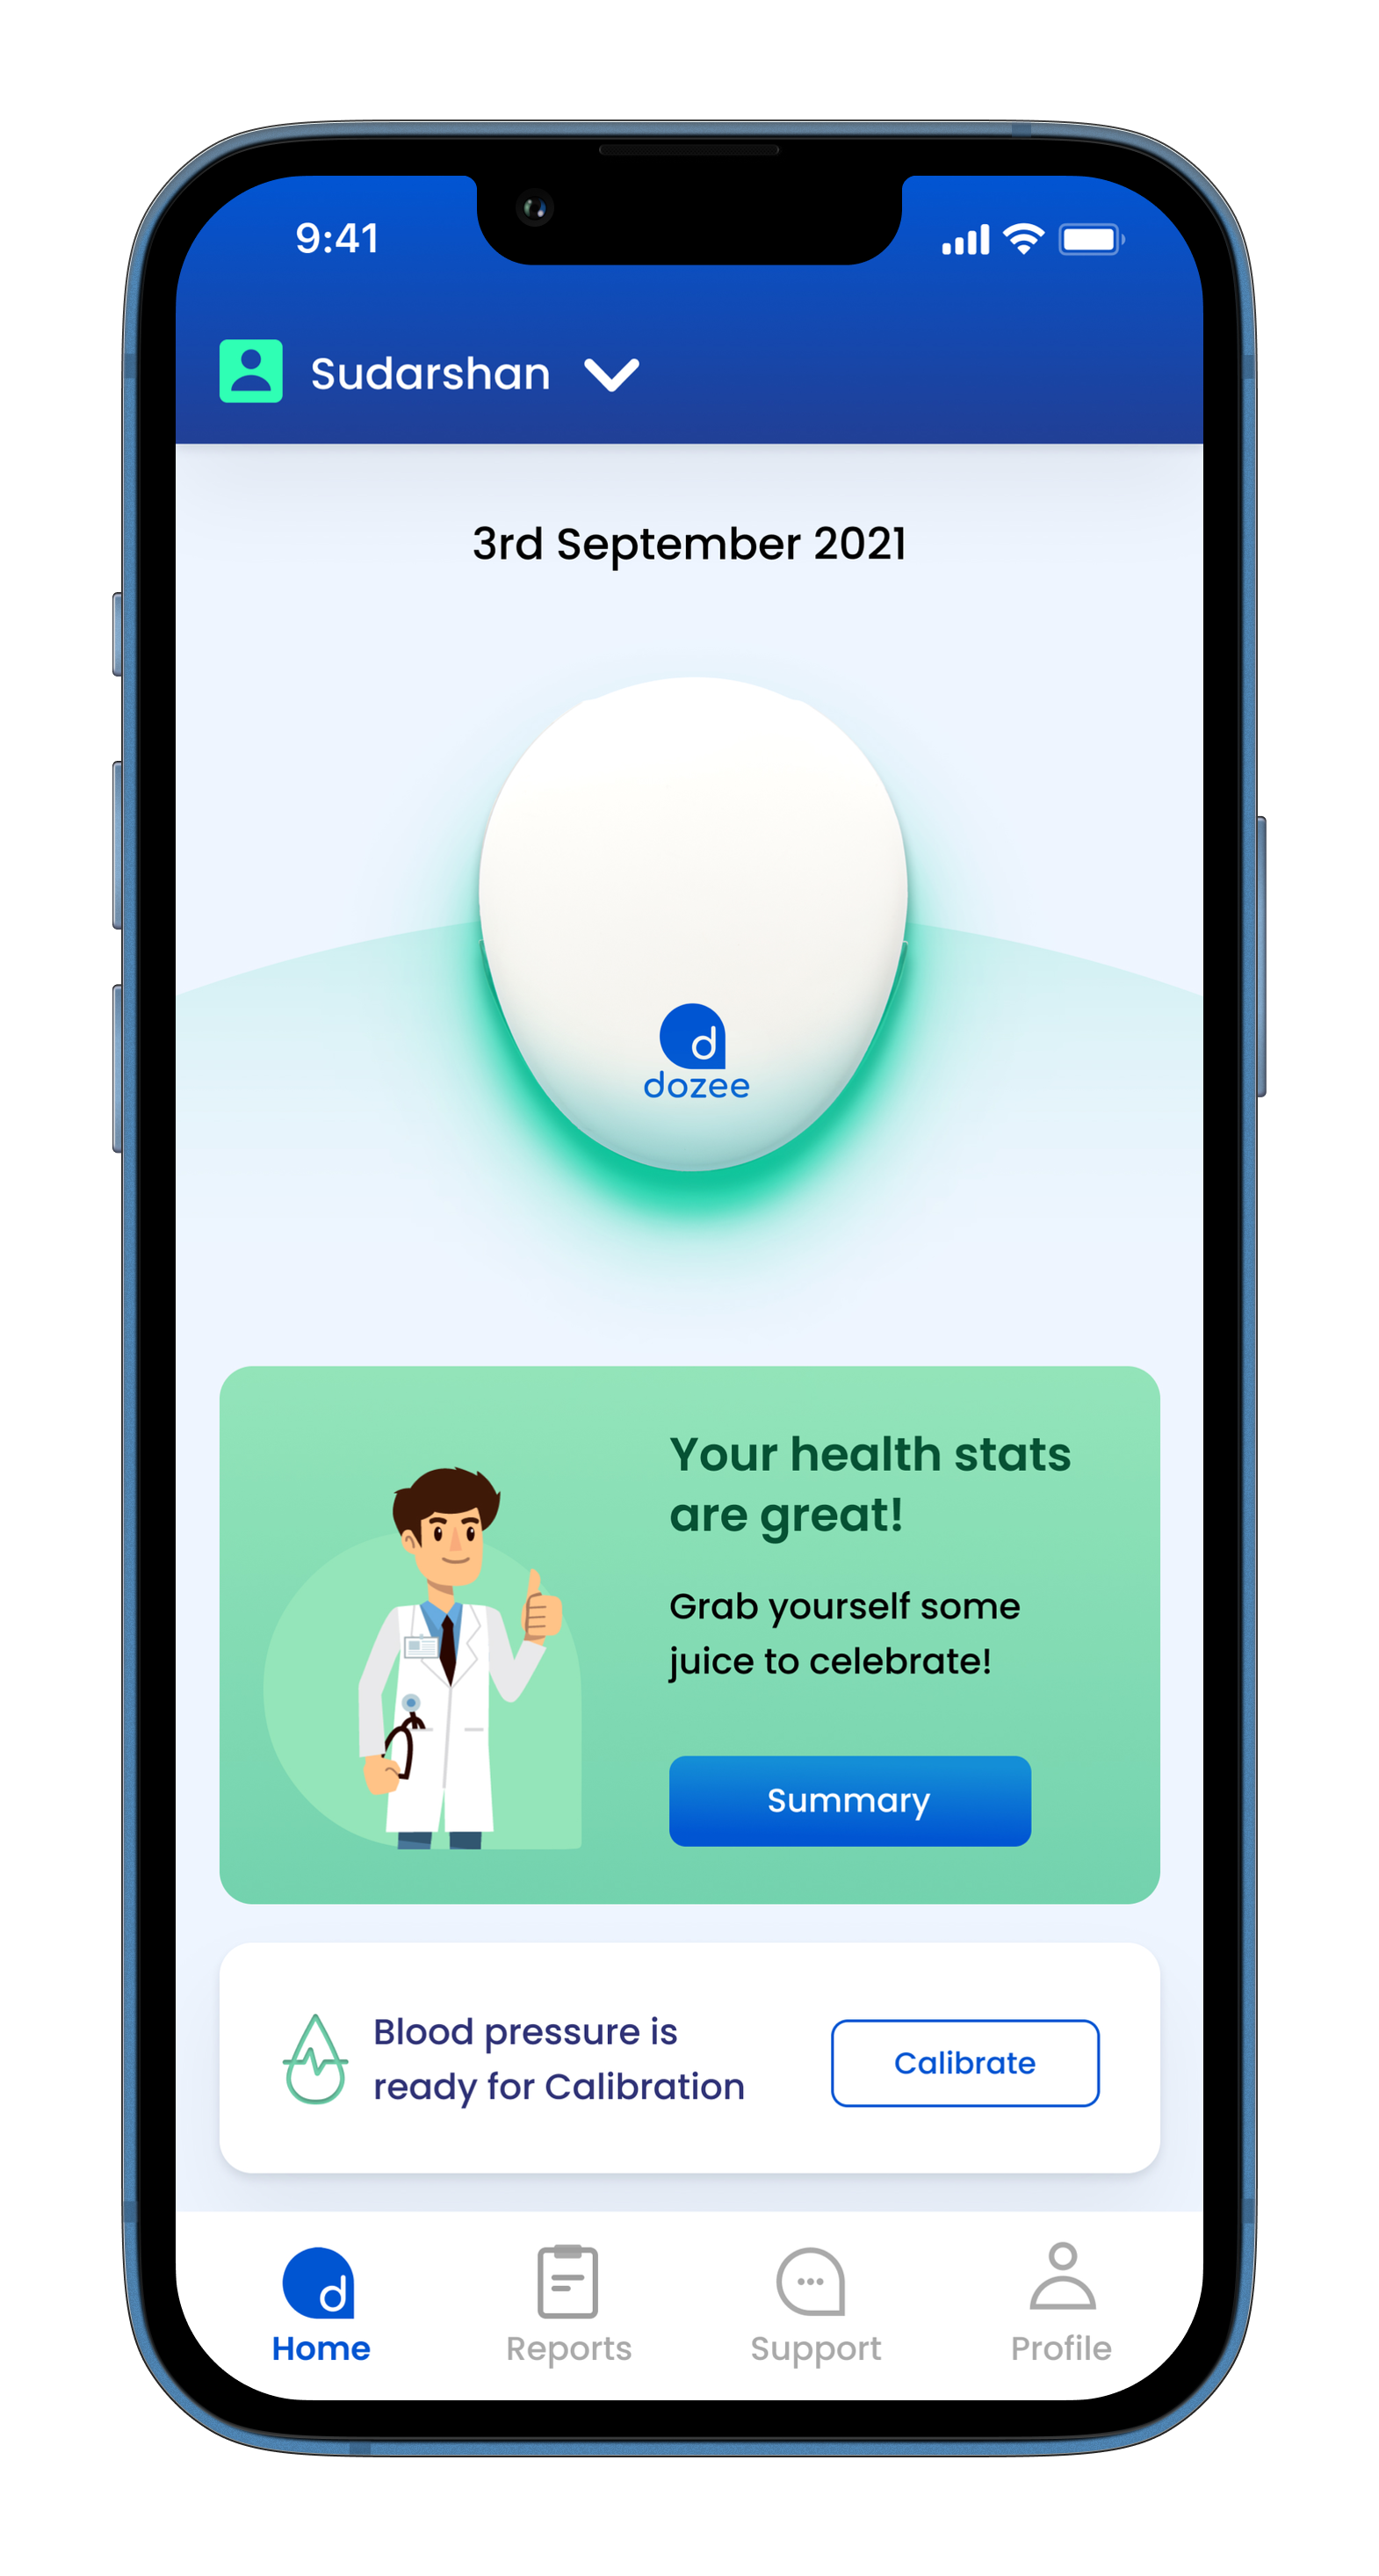 9:41
Sudarshan
3rd September 2021
d
dozee
Your health stats
are great!
Grab yourself some
juice to celebrate!
Summary
Blood pressure is
ready for Calibration
Calibrate
d
Home
Reports
Support
Profile